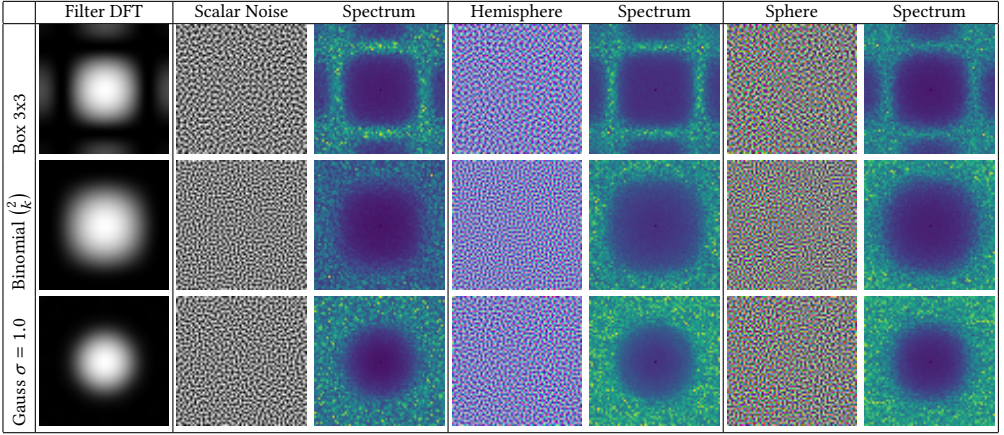 Filter DFT Scalar Noise Spectrum Hemisphere Spectrum Sphere Spectrum
Box 3x3
Binomial (2 k)
Gauss σ = 1.0